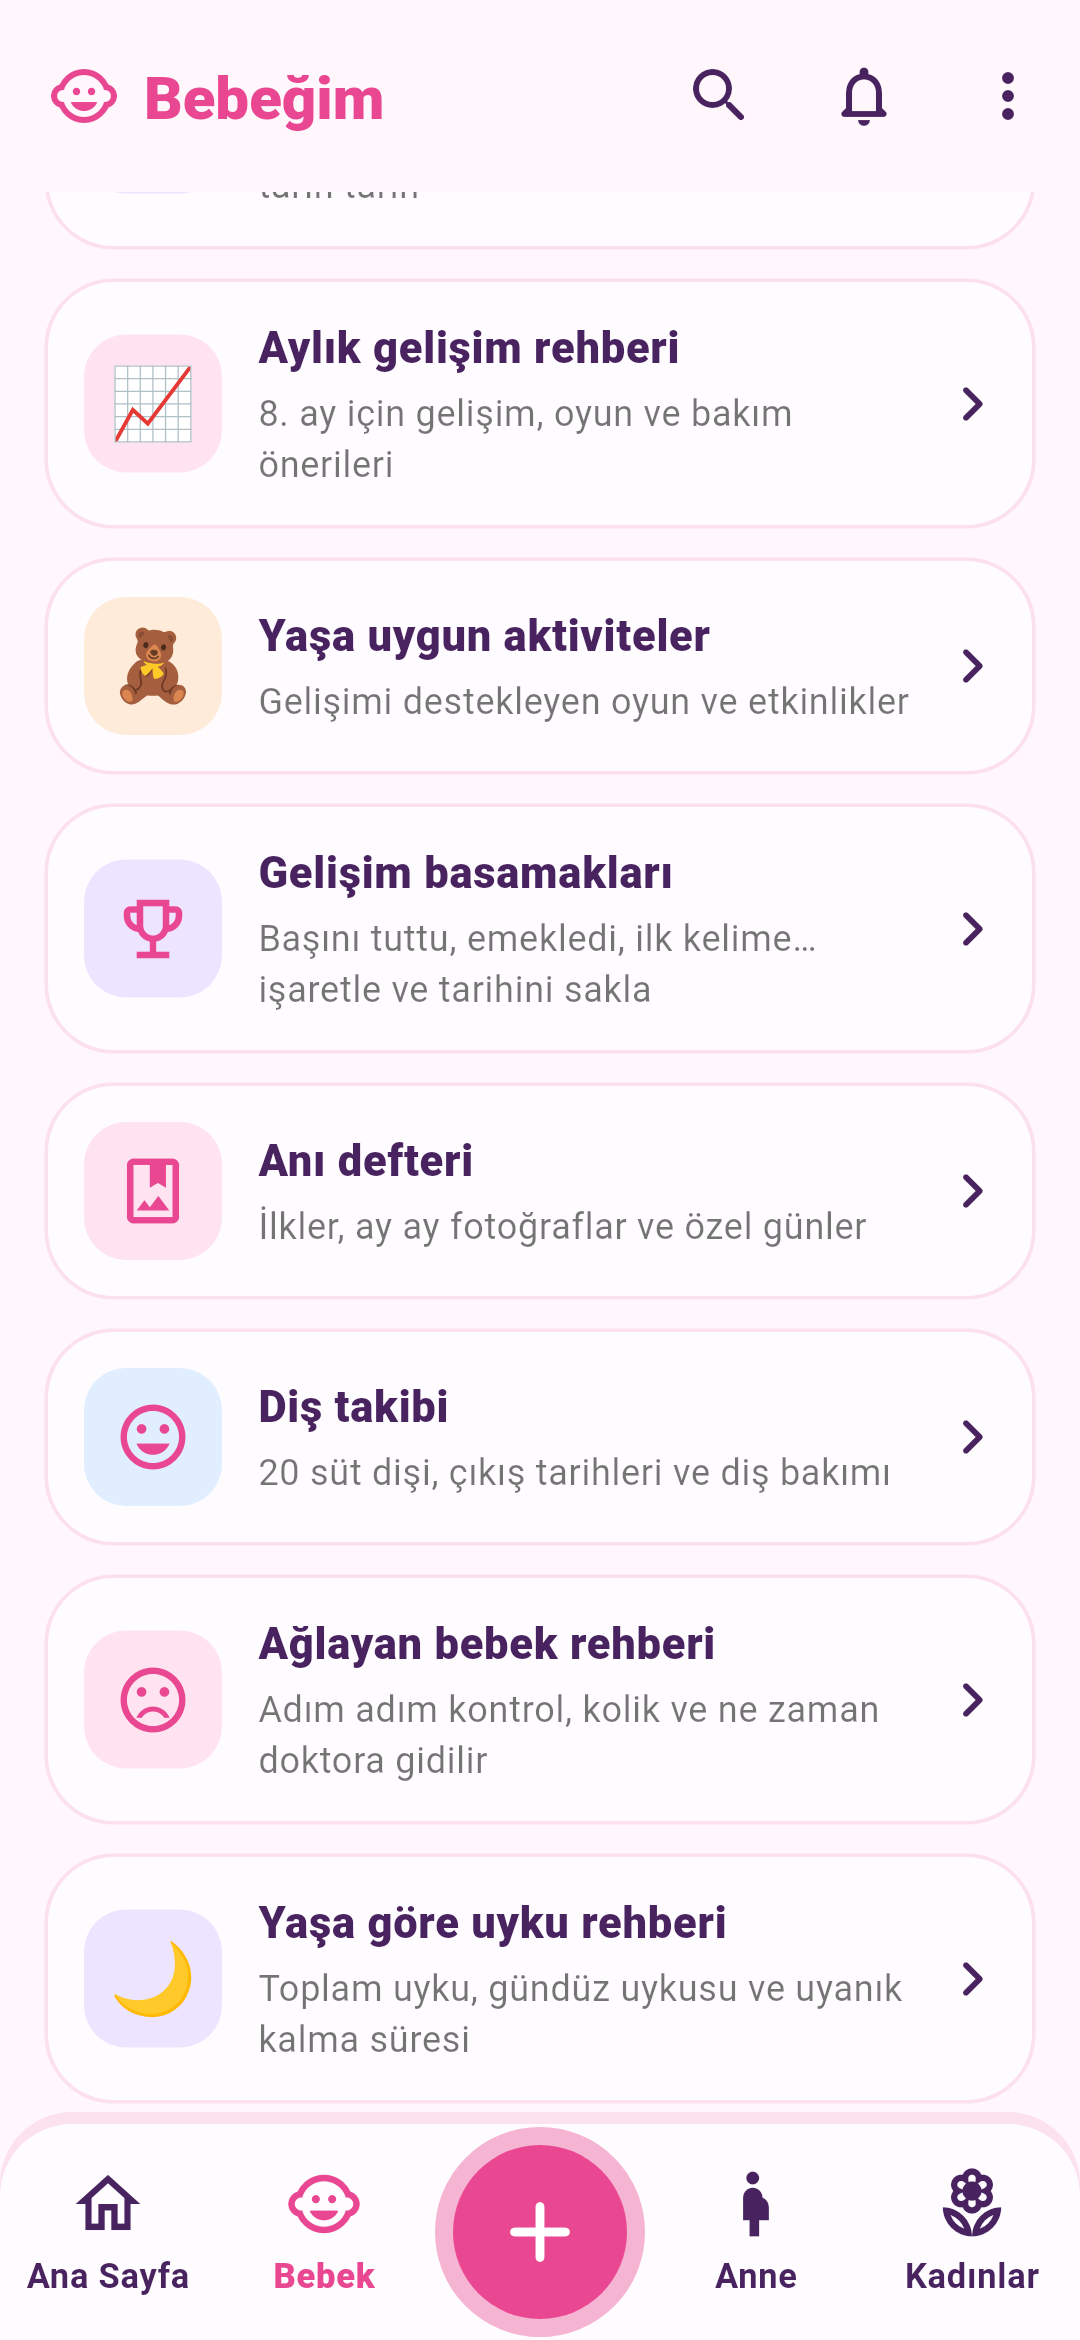 Bebeğim
Aylık gelişim rehberi
8. ay için gelişim, oyun ve bakım
önerileri
Yaşa uygun aktiviteler
Gelişimi destekleyen oyun ve etkinlikler
Gelişim basamakları
Başını tuttu, emekledi, ilk kelime…
işaretle ve tarihini sakla
Anı defteri
İlkler, ay ay fotoğraflar ve özel günler
Diş takibi
20 süt dişi, çıkış tarihleri ve diş bakımı
Ağlayan bebek rehberi
Adım adım kontrol, kolik ve ne zaman
doktora gidilir
Yaşa göre uyku rehberi
Toplam uyku, gündüz uykusu ve uyanık
kalma süresi
Ana Sayfa
Bebek
Anne
Kadınlar